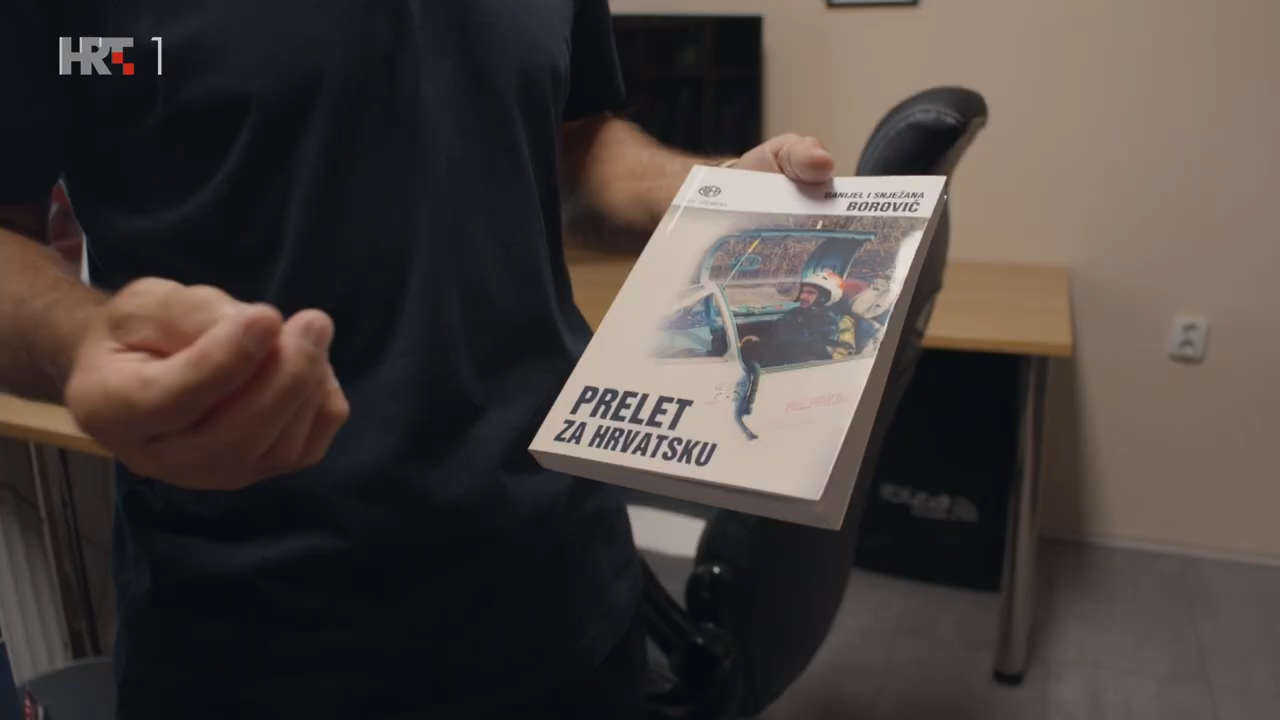 HRT 1
DANIJEL I SNJEŽANA
BOROVIĆ
PRELET
ZA HRVATSKU